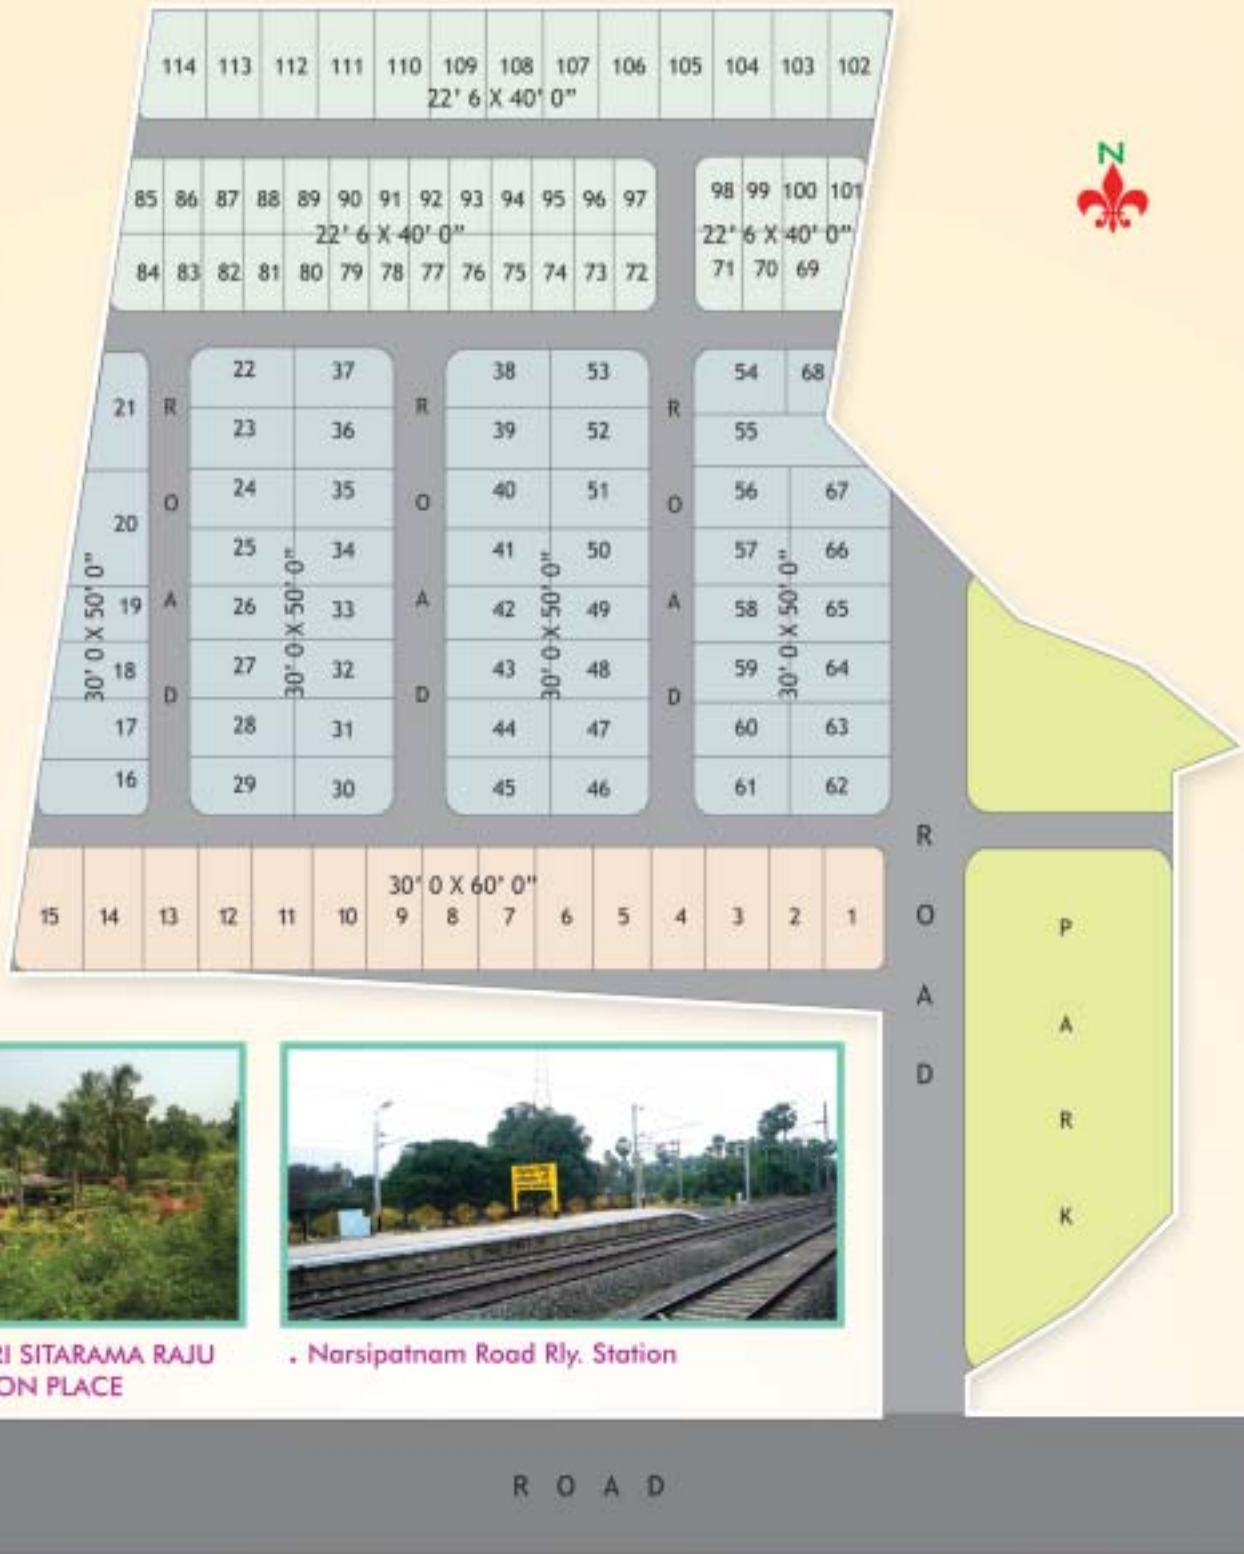 114 113 112 111 110 109 108 107 106 105 104 103 102
22' 6 X 40' 0"
N
85 86 87 88 89 90 91 92 93 94 95 96 97
98 99 100 101
22' 6 X 40' 0"
22' 6 X 40' 0"
84 83 82 81 80 79 78 77 76 75 74 73 72
71 70 69
21
20
19
18
17
16
30' 0 X 50' 0"
R
O
A
D
22 37
23 36
24 35
25 34
26 33
27 32
28 31
29 30
30' 0 X 50' 0"
R
O
A
D
38 53
39 52
40 51
41 50
42 49
43 48
44 47
45 46
30' 0 X 50' 0"
R
O
A
D
54 68
55
56 67
57 66
58 65
59 64
60 63
61 62
30' 0 X 50' 0"
30' 0 X 60' 0"
15 14 13 12 11 10 9 8 7 6 5 4 3 2 1
R
O
A
D
P
A
R
K
RI SITARAMA RAJU
ON PLACE
. Narsipatnam Road Rly. Station
R O A D